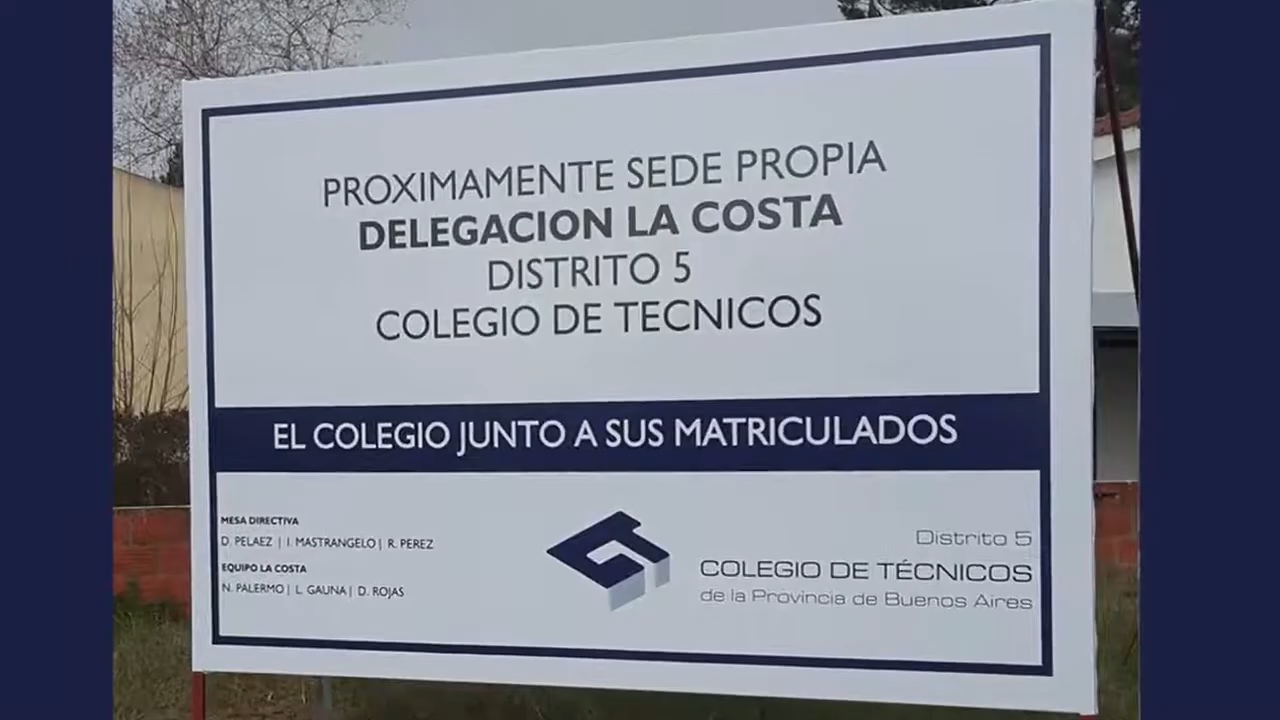 PROXIMAMENTE SEDE PROPIA
DELEGACION LA COSTA
DISTRITO 5
COLEGIO DE TECNICOS
EL COLEGIO JUNTO A SUS MATRICULADOS
MESA DIRECTIVA
D. PELAEZ | I. MASTRANGELO | R. PEREZ
EQUIPO LA COSTA
N. PALERMO | L. GAUNA | D. ROJAS
Distrito 5
COLEGIO DE TÉCNICOS
de la Provincia de Buenos Aires